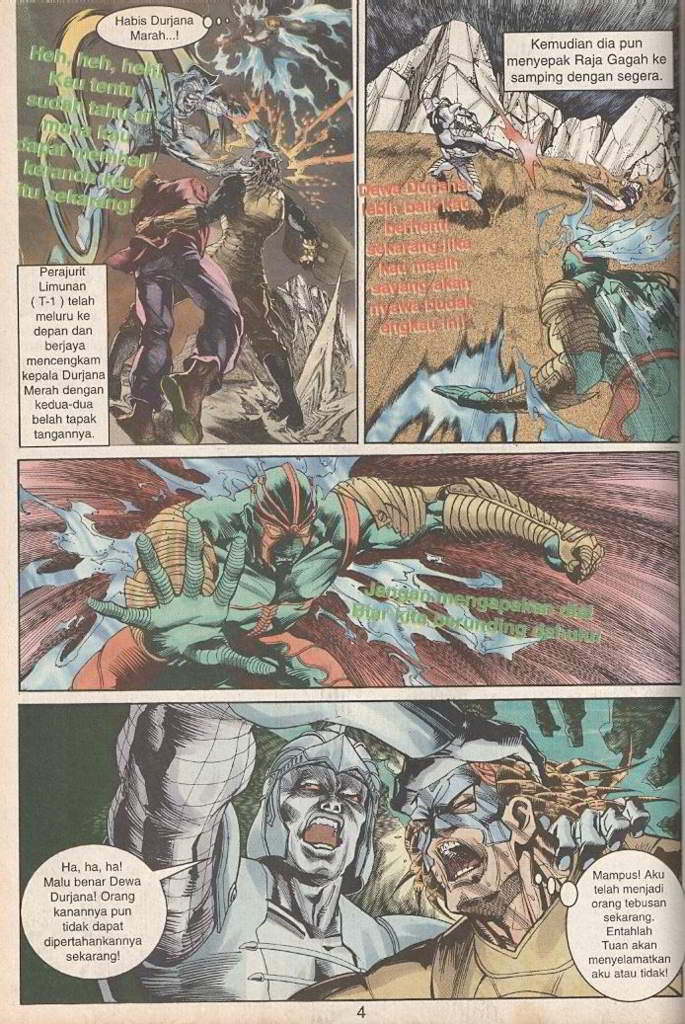 Habis Durjana
Marah...!
Heh, heh, heh!
Kau tentu
sudah tahu di
mana kau
dapat membeli
keranda kau
itu sekarang!
Perajurit
Limunan
( T-1 ) telah
meluru ke
depan dan
berjaya
mencengkam
kepala Durjana
Merah dengan
kedua-dua
belah tapak
tangannya.
Kemudian dia pun
menyepak Raja Gagah ke
samping dengan segera.
Dewa Durjana
lebih baik kau
berhenti
sekarang jika
kau masih
sayang akan
nyawa budak
engkau ini!
Jangan mengapakan dia!
Biar kita berunding dahulu!
Ha, ha, ha!
Malu benar Dewa
Durjana! Orang
kanannya pun
tidak dapat
dipertahankannya
sekarang!
Mampus! Aku
telah menjadi
orang tebusan
sekarang.
Entahlah
Tuan akan
menyelamatkan
aku atau tidak!
4